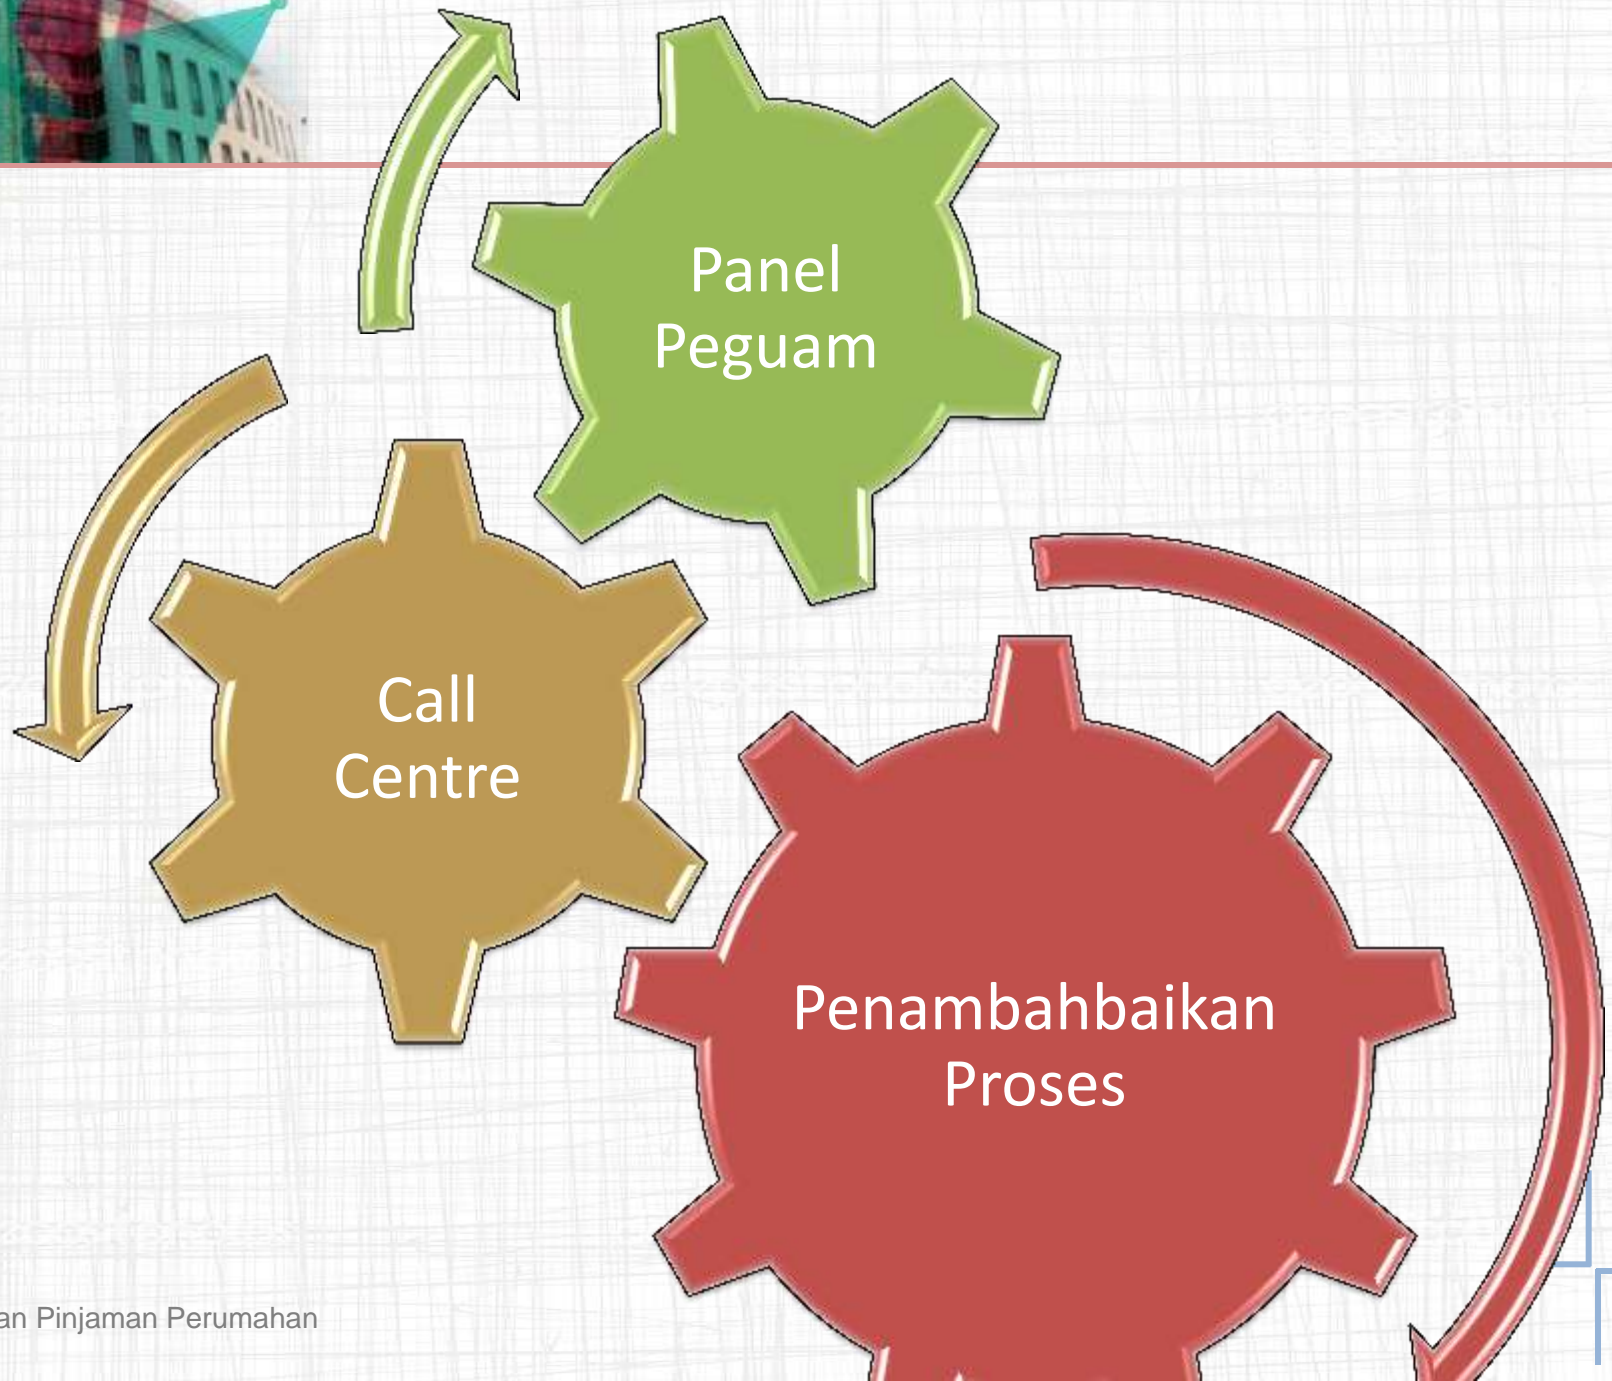 Panel
Peguam
Call
Centre
Penambahbaikan
Proses
an Pinjaman Perumahan